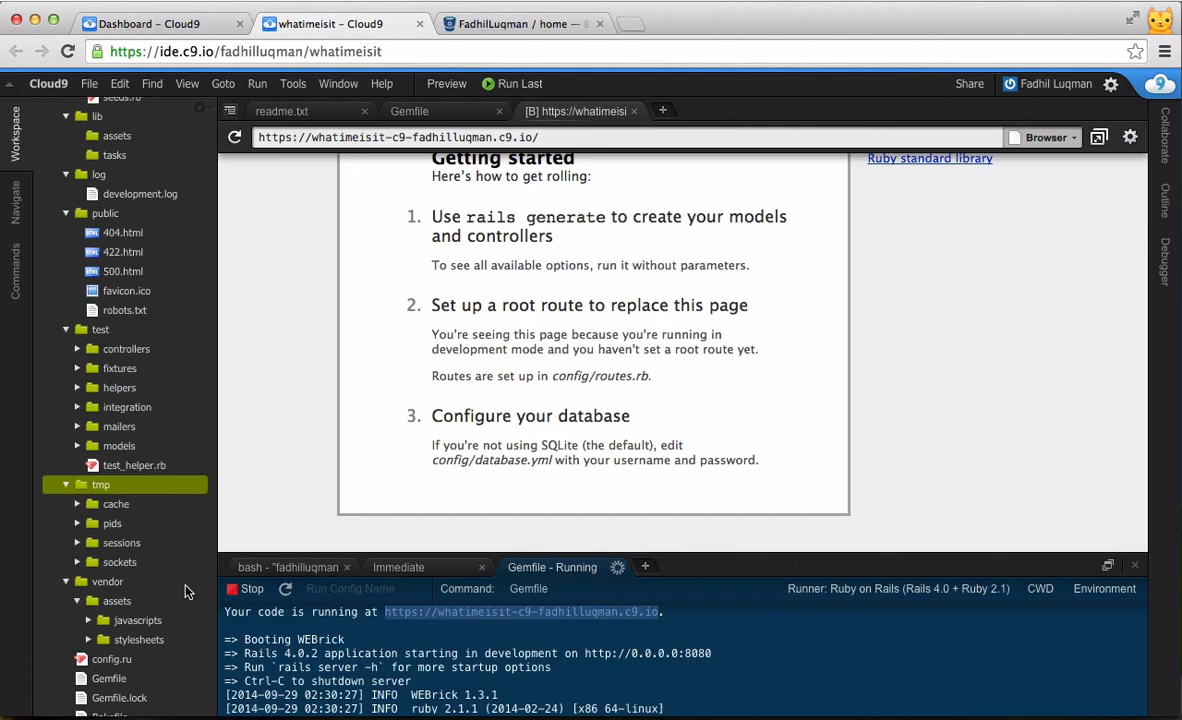 Dashboard - Cloud9
whatimeisit - Cloud9
FadhilLuqman / home —
https://ide.c9.io/fadhilluqman/whatimeisit
Cloud9 File Edit Find View Goto Run Tools Window Help Preview Run Last Share Fadhil Luqman
Workspace
Navigate
Commands
seeds.rb
lib
assets
tasks
log
development.log
public
404.html
422.html
500.html
favicon.ico
robots.txt
test
controllers
fixtures
helpers
integration
mailers
models
test_helper.rb
tmp
cache
pids
sessions
sockets
vendor
assets
javascripts
stylesheets
config.ru
Gemfile
Gemfile.lock
Rakefile
readme.txt
Gemfile
[B] https://whatimeisi
https://whatimeisit-c9-fadhilluqman.c9.io/
Browser
Getting started
Here's how to get rolling:
1. Use rails generate to create your models
and controllers
To see all available options, run it without parameters.
2. Set up a root route to replace this page
You're seeing this page because you're running in
development mode and you haven't set a root route yet.
Routes are set up in config/routes.rb.
3. Configure your database
If you're not using SQLite (the default), edit
config/database.yml with your username and password.
Ruby standard library
Collaborate
Outline
Debugger
bash - "fadhilluqman
Immediate
Gemfile - Running
Stop Run Config Name Command: Gemfile Runner: Ruby on Rails (Rails 4.0 + Ruby 2.1) CWD Environment
Your code is running at https://whatimeisit-c9-fadhilluqman.c9.io.
=> Booting WEBrick
=> Rails 4.0.2 application starting in development on http://0.0.0.0:8080
=> Run `rails server -h` for more startup options
=> Ctrl-C to shutdown server
[2014-09-29 02:30:27] INFO WEBrick 1.3.1
[2014-09-29 02:30:27] INFO ruby 2.1.1 (2014-02-24) [x86_64-linux]